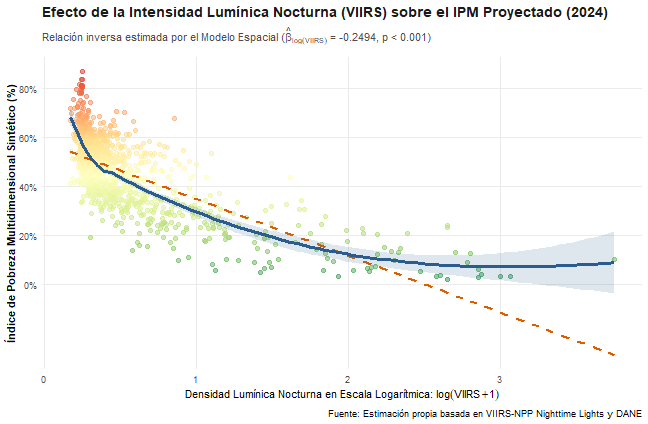 Efecto de la Intensidad Lumínica Nocturna (VIIRS) sobre el IPM Proyectado (2024)
Relación inversa estimada por el Modelo Espacial (β̂log(VIIRS) = -0.2494, p < 0.001)
Índice de Pobreza Multidimensional Sintético (%)
80%
60%
40%
20%
0%
0 1 2 3
Densidad Lumínica Nocturna en Escala Logarítmica: log(VIIRS+1)
Fuente: Estimación propia basada en VIIRS-NPP Nighttime Lights y DANE